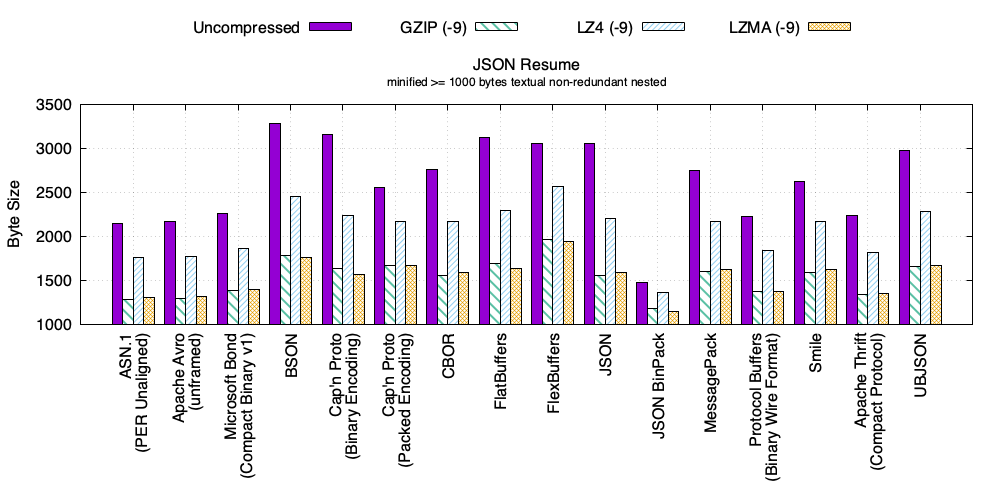 Uncompressed GZIP (-9) LZ4 (-9) LZMA (-9)
JSON Resume
minified >= 1000 bytes textual non-redundant nested
Byte Size
3500
3000
2500
2000
1500
1000
ASN.1
(PER Unaligned)
Apache Avro
(unframed)
Microsoft Bond
(Compact Binary v1)
BSON
Cap'n Proto
(Binary Encoding)
Cap'n Proto
(Packed Encoding)
CBOR
FlatBuffers
FlexBuffers
JSON
JSON BinPack
MessagePack
Protocol Buffers
(Binary Wire Format)
Smile
Apache Thrift
(Compact Protocol)
UBJSON